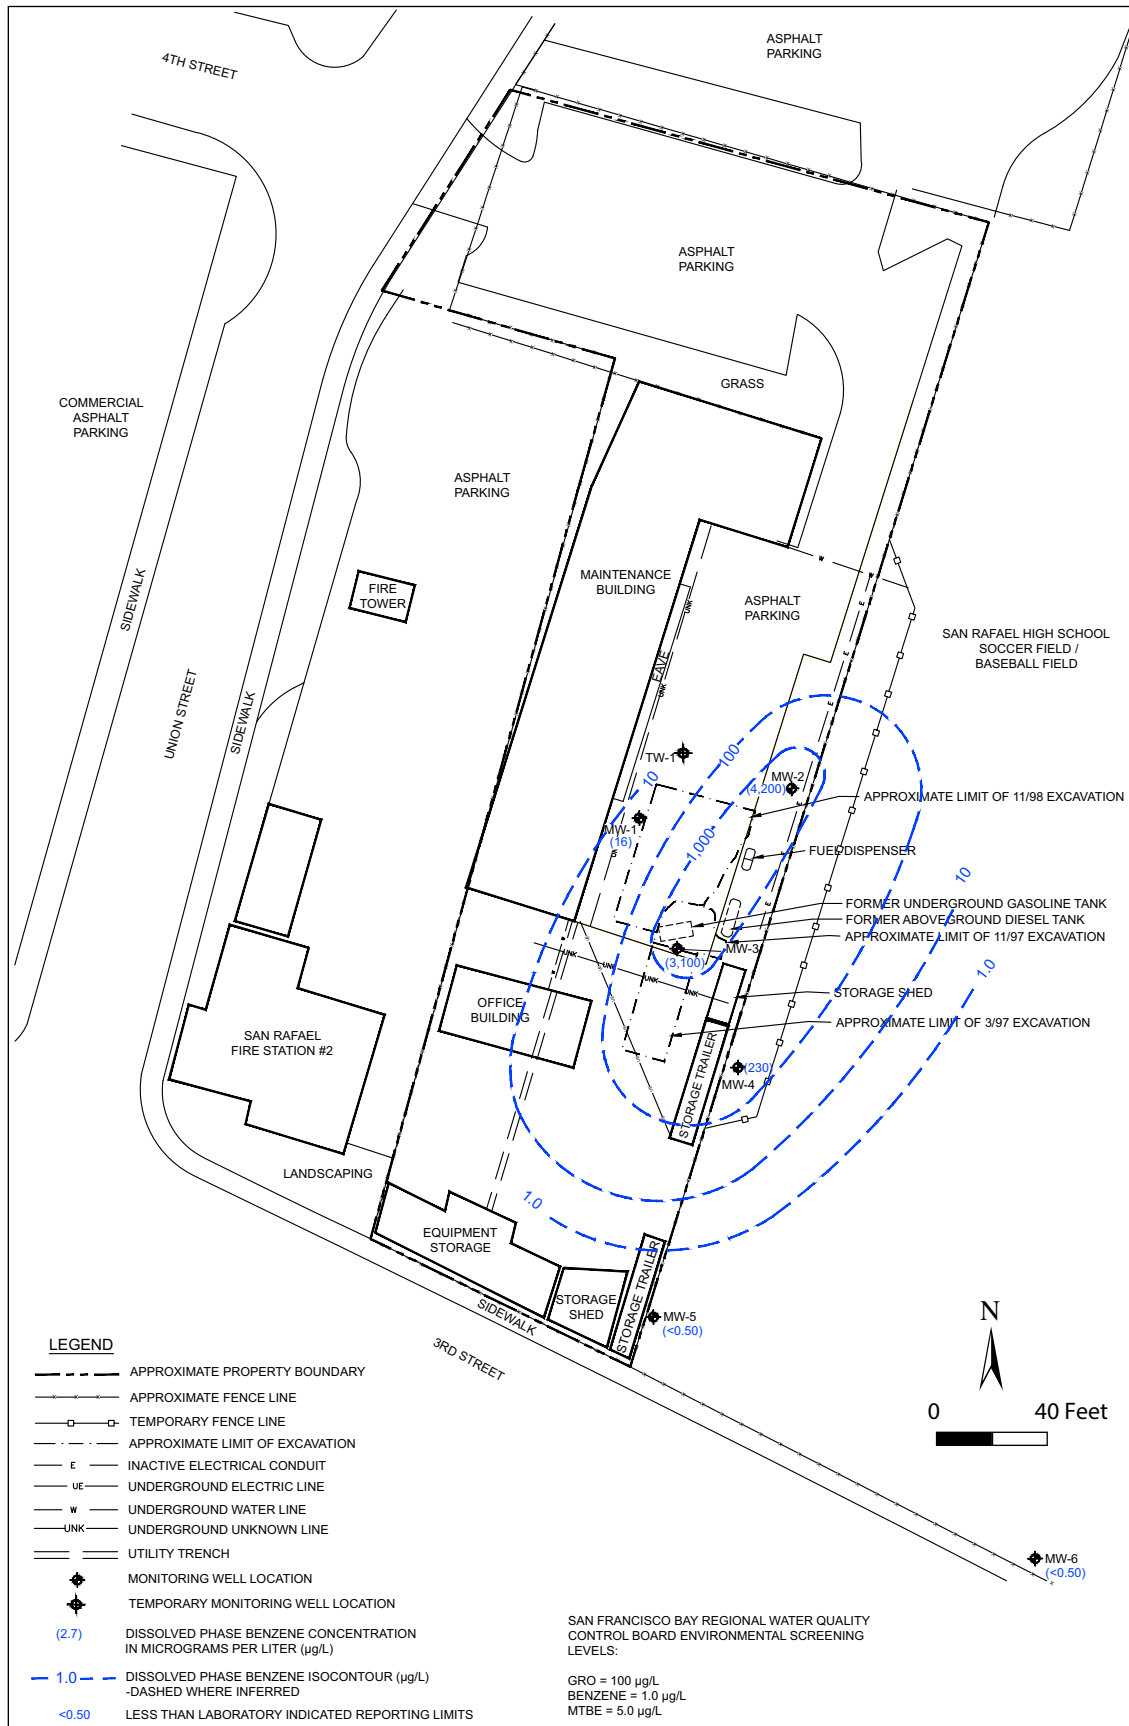 4TH STREET
ASPHALT
PARKING
ASPHALT
PARKING
GRASS
COMMERCIAL
ASPHALT
PARKING
ASPHALT
PARKING
MAINTENANCE
BUILDING
FIRE
TOWER
ASPHALT
PARKING
SIDEWALK
UNION STREET
SIDEWALK
EAVE
UNK
UNK
W
W
E
E
E
E
E
SAN RAFAEL HIGH SCHOOL
SOCCER FIELD /
BASEBALL FIELD
TW-1
10
100
1,000
MW-2
(4,200)
APPROXIMATE LIMIT OF 11/98 EXCAVATION
MW-1
(16)
FUEL DISPENSER
10
FORMER UNDERGROUND GASOLINE TANK
FORMER ABOVEGROUND DIESEL TANK
APPROXIMATE LIMIT OF 11/97 EXCAVATION
MW-3
(3,100)
1.0
UNK
UNK
UNK
UNK
STORAGE SHED
OFFICE
BUILDING
APPROXIMATE LIMIT OF 3/97 EXCAVATION
SAN RAFAEL
FIRE STATION #2
STORAGE TRAILER
(230)
MW-4
LANDSCAPING
1.0
EQUIPMENT
STORAGE
STORAGE TRAILER
STORAGE
SHED
SIDEWALK
3RD STREET
MW-5
(<0.50)
N
0 40 Feet
MW-6
(<0.50)
LEGEND
APPROXIMATE PROPERTY BOUNDARY
APPROXIMATE FENCE LINE
TEMPORARY FENCE LINE
APPROXIMATE LIMIT OF EXCAVATION
E INACTIVE ELECTRICAL CONDUIT
UE UNDERGROUND ELECTRIC LINE
W UNDERGROUND WATER LINE
UNK UNDERGROUND UNKNOWN LINE
UTILITY TRENCH
MONITORING WELL LOCATION
TEMPORARY MONITORING WELL LOCATION
(2.7) DISSOLVED PHASE BENZENE CONCENTRATION
IN MICROGRAMS PER LITER (µg/L)
1.0 DISSOLVED PHASE BENZENE ISOCONTOUR (µg/L)
-DASHED WHERE INFERRED
<0.50 LESS THAN LABORATORY INDICATED REPORTING LIMITS
SAN FRANCISCO BAY REGIONAL WATER QUALITY
CONTROL BOARD ENVIRONMENTAL SCREENING
LEVELS:
GRO = 100 µg/L
BENZENE = 1.0 µg/L
MTBE = 5.0 µg/L